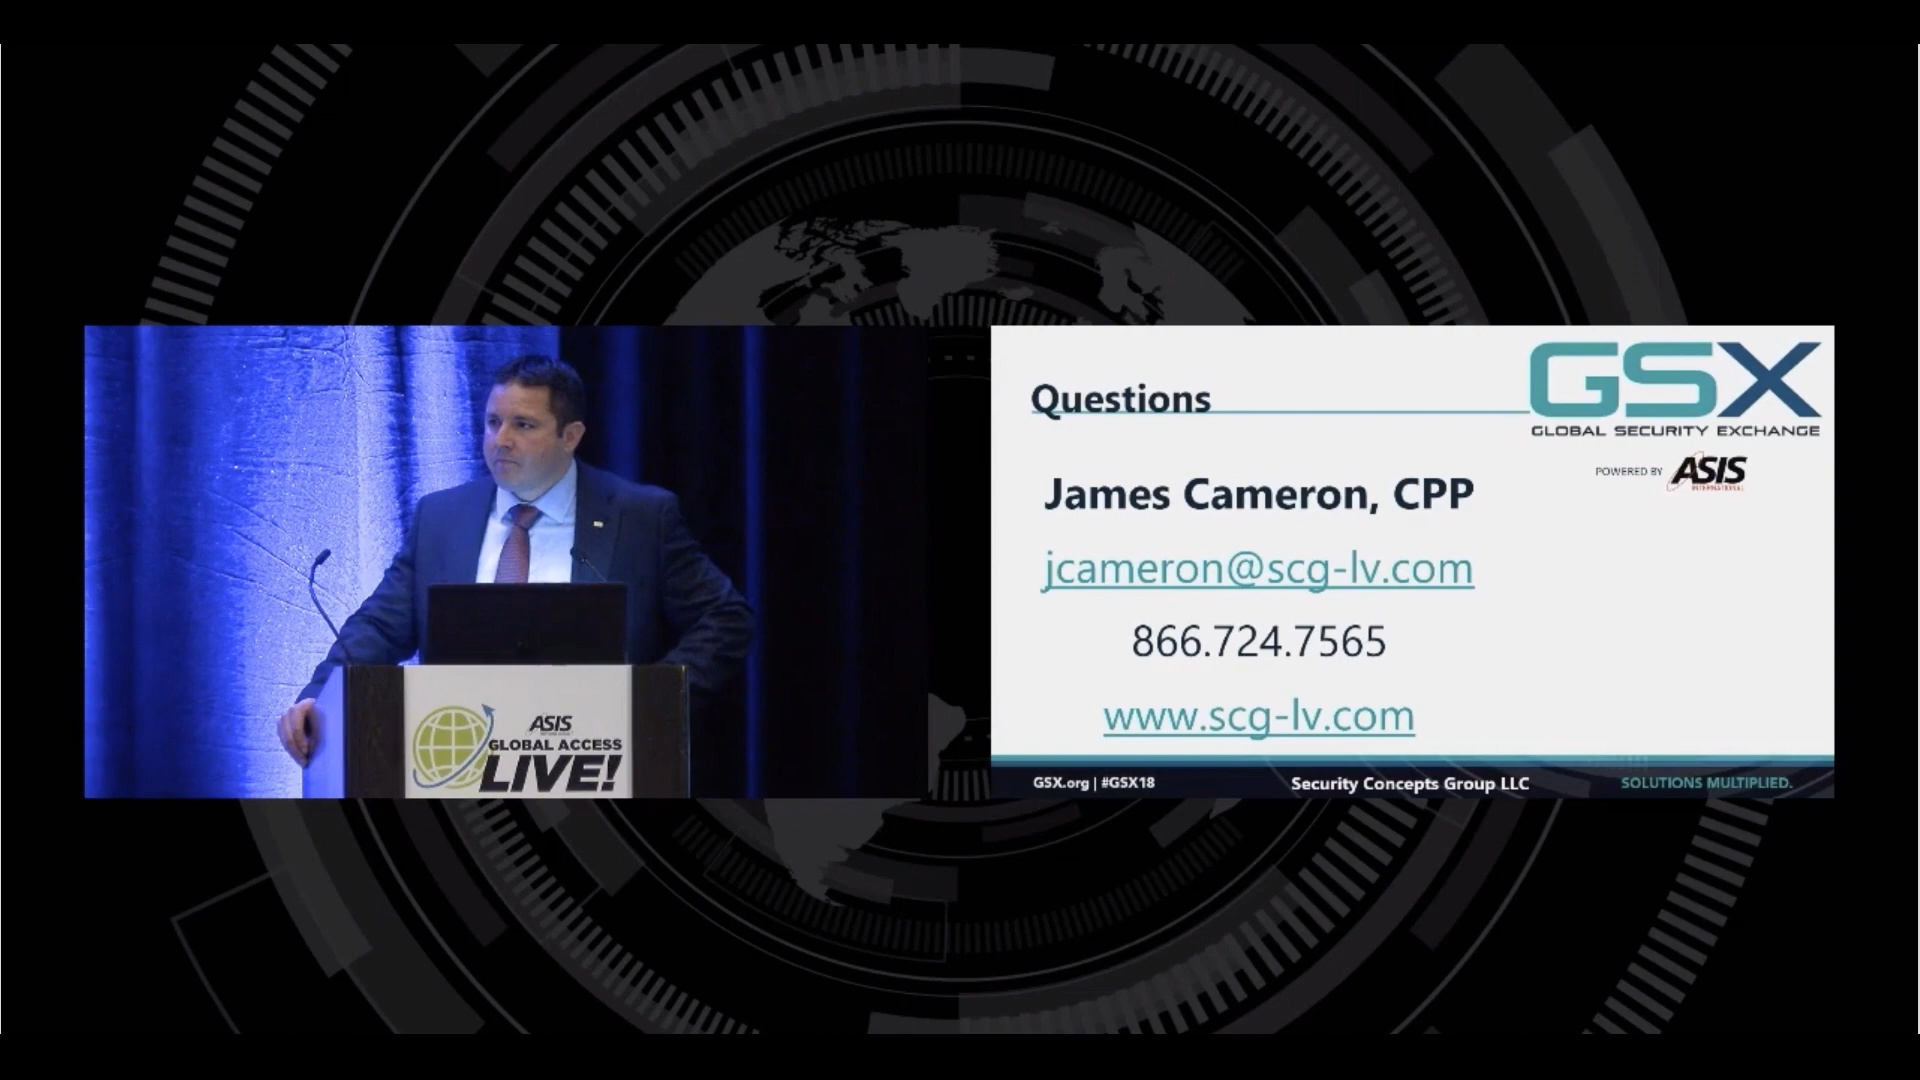 ASIS
GLOBAL ACCESS
LIVE!
GSX
GLOBAL SECURITY EXCHANGE
POWERED BY ASIS
INTERNATIONAL
Questions
James Cameron, CPP
jcameron@scg-lv.com
866.724.7565
www.scg-lv.com
GSX.org | #GSX18
Security Concepts Group LLC
SOLUTIONS MULTIPLIED.